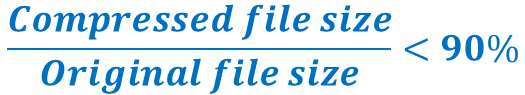 Compressed file size
Original file size
< 90%